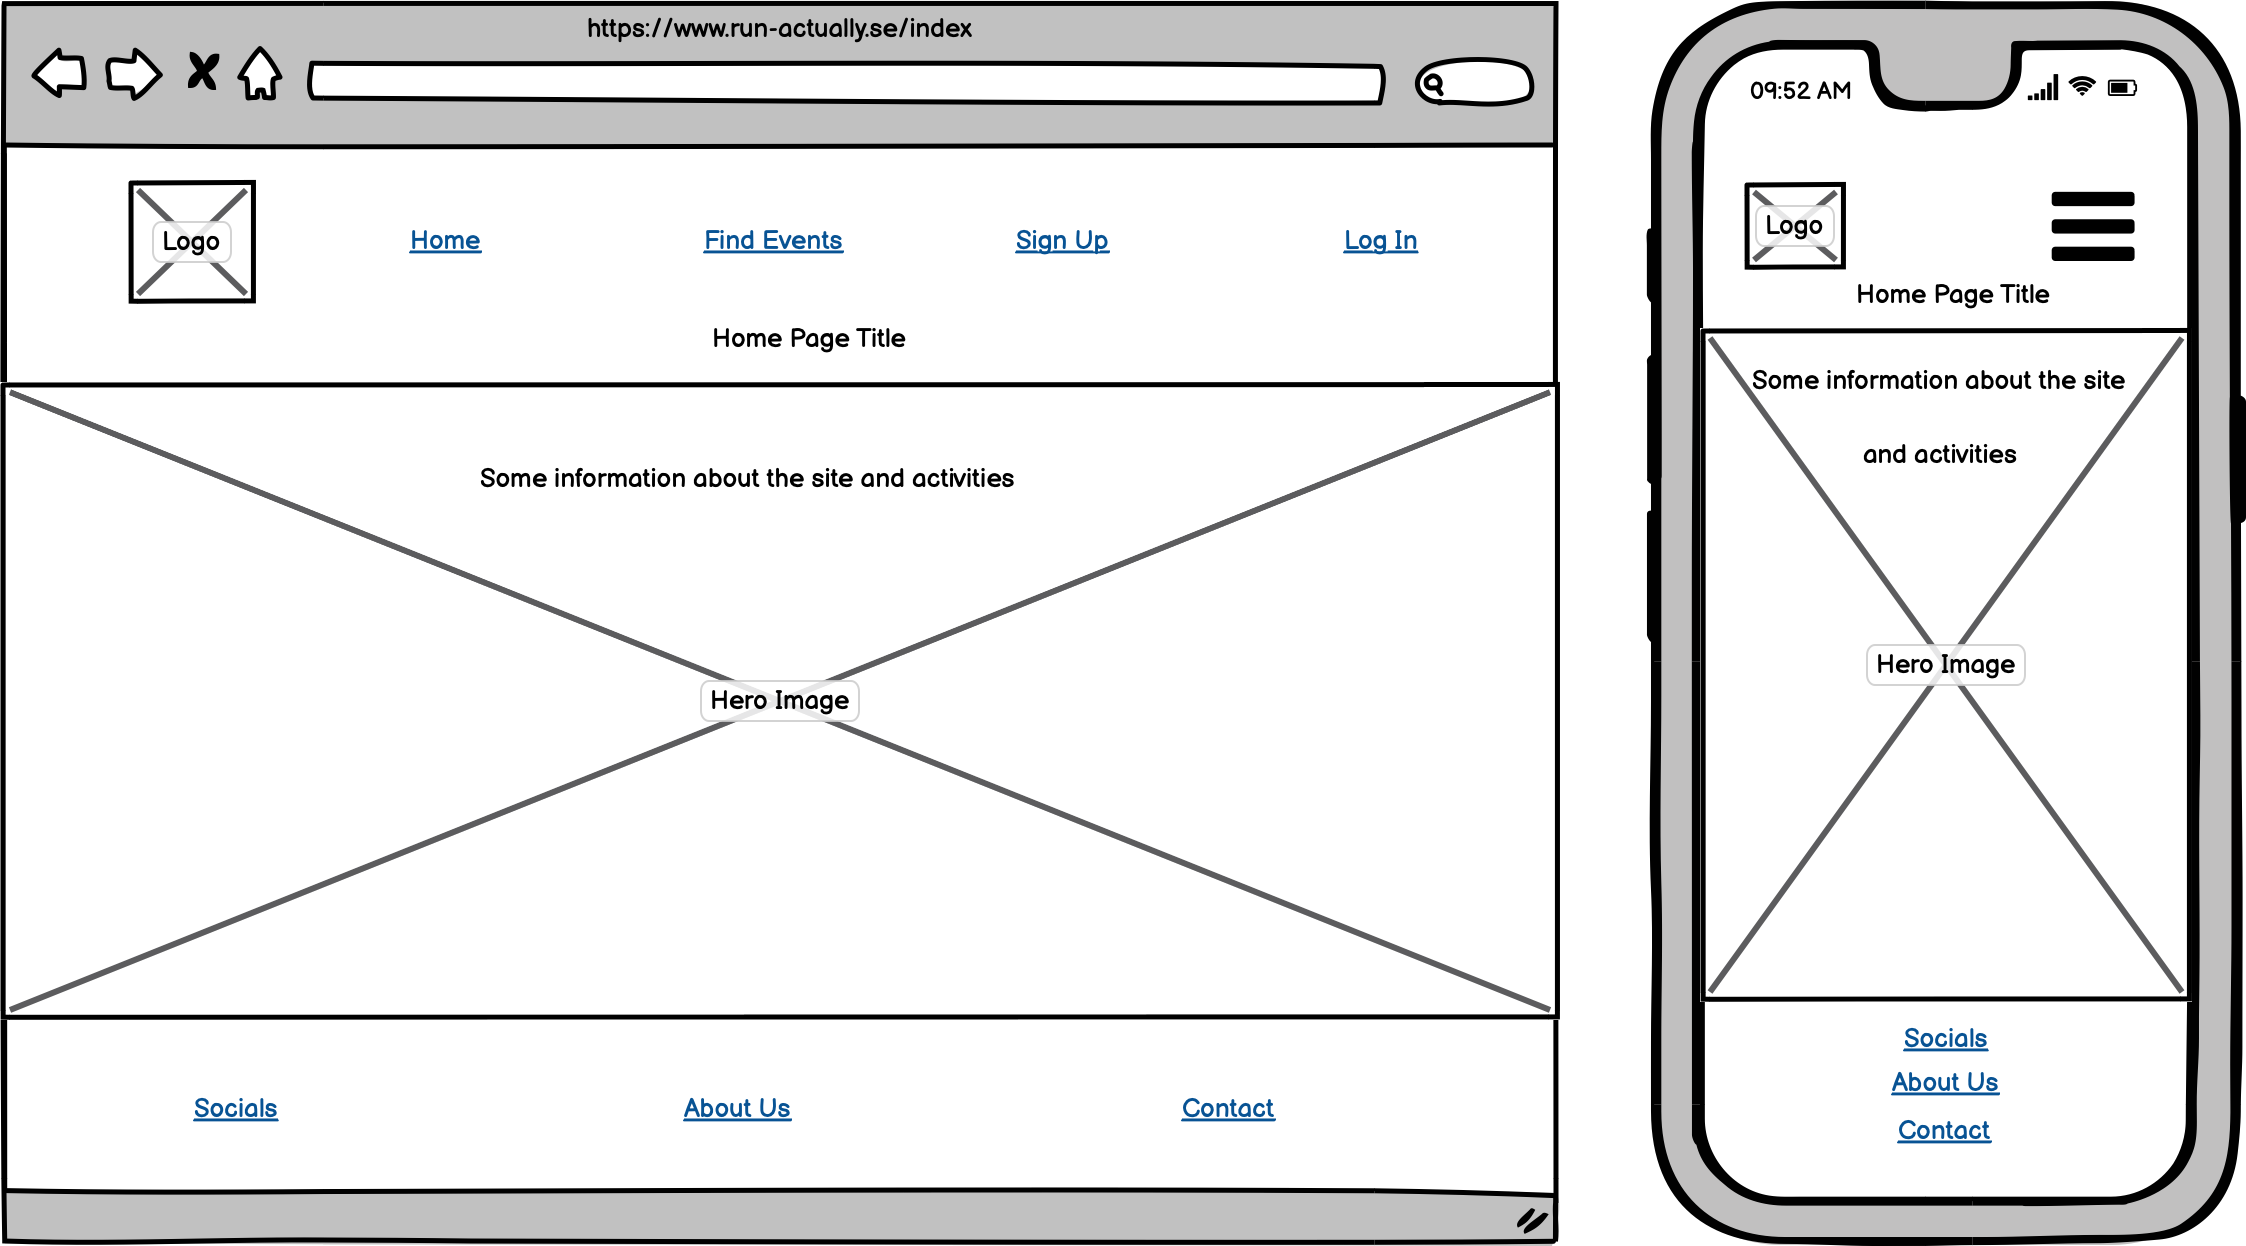 https://www.run-actually.se/index
Logo
Home
Find Events
Sign Up
Log In
Home Page Title
Some information about the site and activities
Hero Image
Socials
About Us
Contact
09:52 AM
Logo
Home Page Title
Some information about the site
and activities
Hero Image
Socials
About Us
Contact